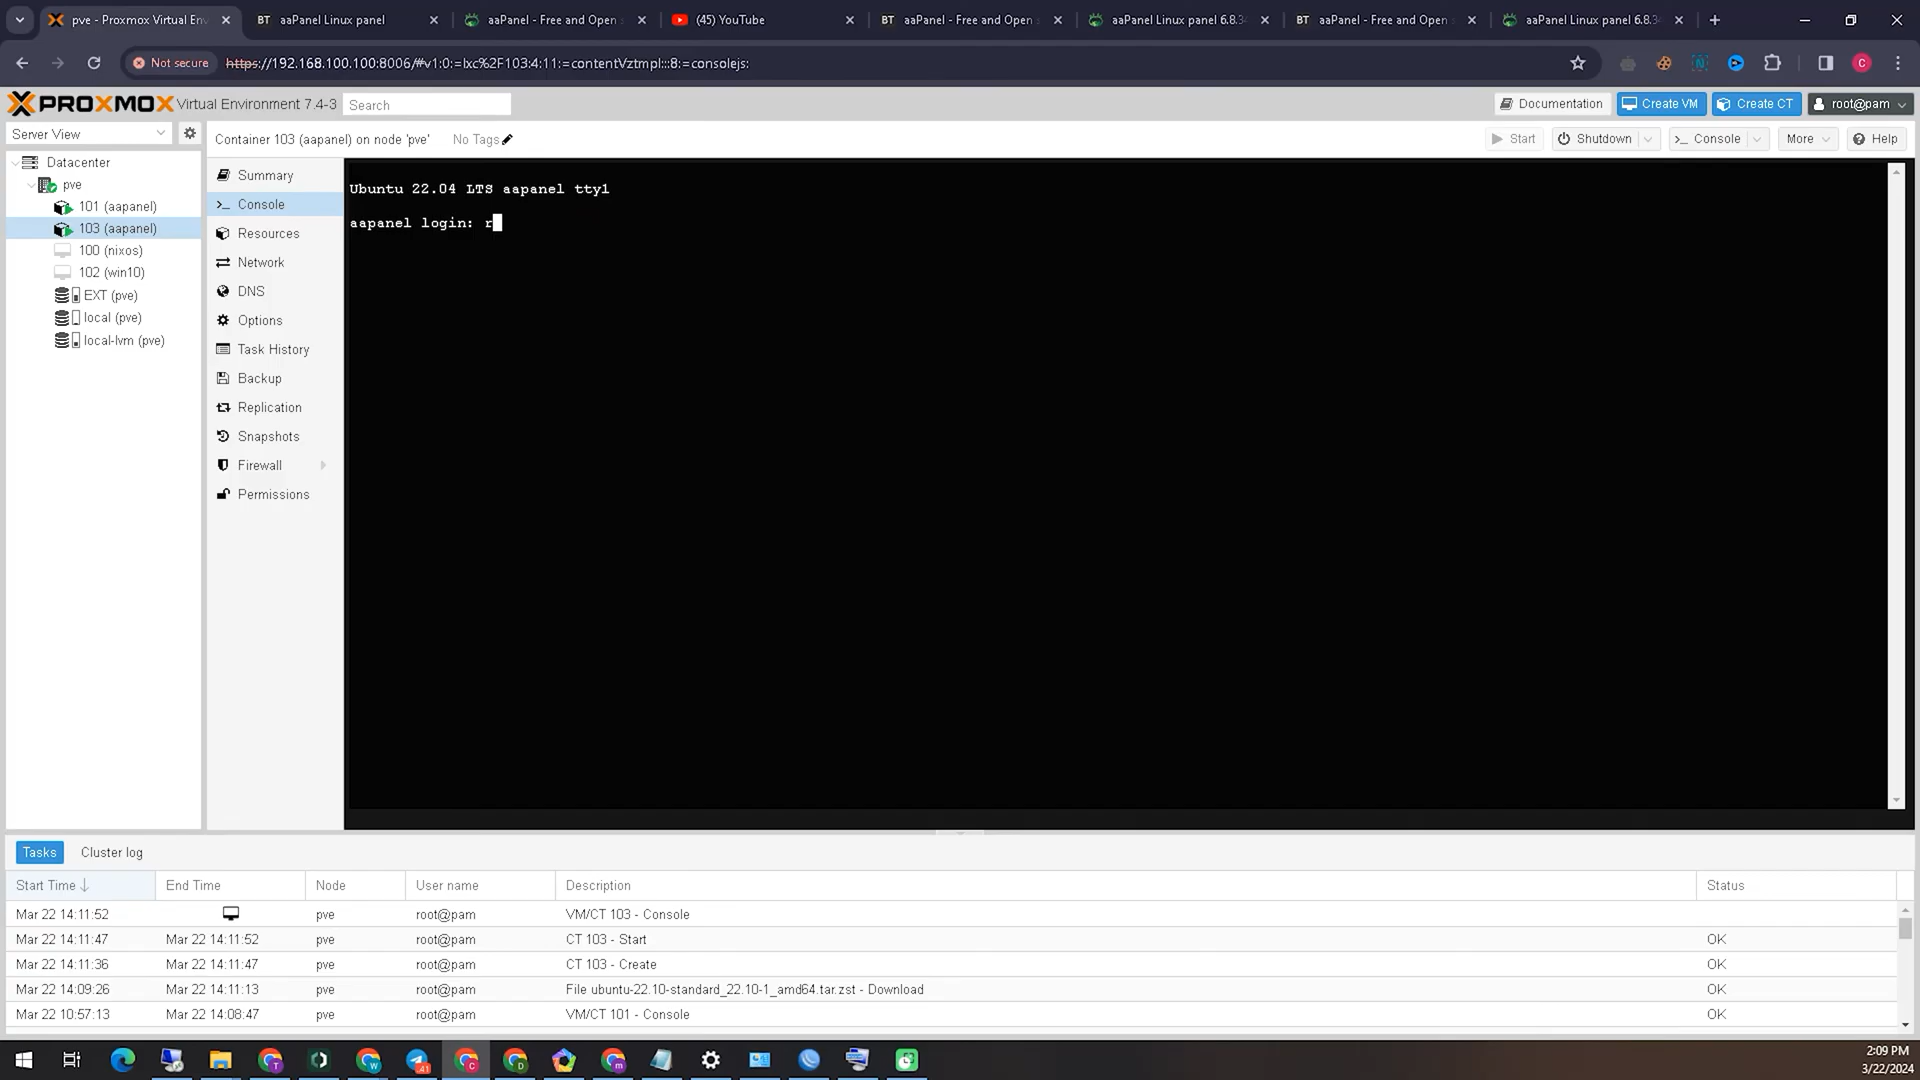 pve - Proxmox Virtual En
aaPanel Linux panel
aaPanel - Free and Open
(45) YouTube
aaPanel - Free and Open
aaPanel Linux panel 6.8.3
aaPanel - Free and Open
aaPanel Linux panel 6.8.3
Not secure
https://192.168.100.100:8006/#v1:0:=lxc%2F103:4:11:=contentVztmpl:::8:=consolejs:
C
PROXMOX Virtual Environment 7.4-3
Search
Documentation
Create VM
Create CT
root@pam
Server View
Container 103 (aapanel) on node 'pve'
No Tags
Start
Shutdown
Console
More
Help
Datacenter
pve
101 (aapanel)
103 (aapanel)
100 (nixos)
102 (win10)
EXT (pve)
local (pve)
local-lvm (pve)
Summary
Console
Resources
Network
DNS
Options
Task History
Backup
Replication
Snapshots
Firewall
Permissions
Ubuntu 22.04 LTS aapanel tty1
aapanel login: r
Tasks
Cluster log
Start Time End Time Node User name Description Status
Mar 22 14:11:52 pve root@pam VM/CT 103 - Console
Mar 22 14:11:47 Mar 22 14:11:52 pve root@pam CT 103 - Start OK
Mar 22 14:11:36 Mar 22 14:11:47 pve root@pam CT 103 - Create OK
Mar 22 14:09:26 Mar 22 14:11:13 pve root@pam File ubuntu-22.10-standard_22.10-1_amd64.tar.zst - Download OK
Mar 22 10:57:13 Mar 22 14:08:47 pve root@pam VM/CT 101 - Console OK
2:09 PM
3/22/2024